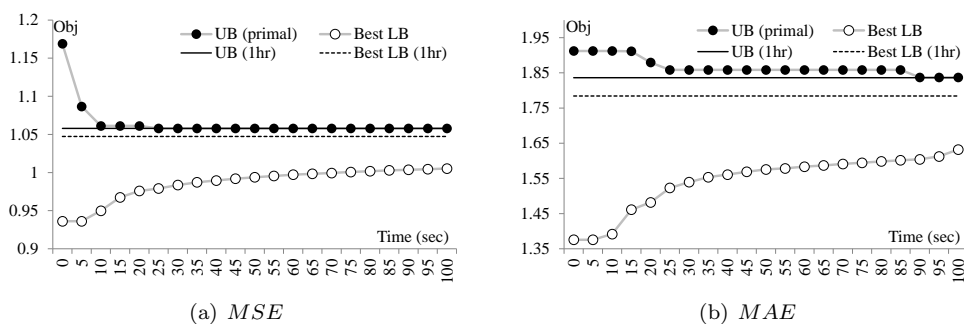 Obj
UB (primal)
Best LB
UB (1hr)
Best LB (1hr)
1.2
1.15
1.1
1.05
1
0.95
0.9
Time (sec)
0 5 10 15 20 25 30 35 40 45 50 55 60 65 70 75 80 85 90 95 100
(a) MSE
Obj
UB (primal)
Best LB
UB (1hr)
Best LB (1hr)
1.95
1.85
1.75
1.65
1.55
1.45
1.35
Time (sec)
0 5 10 15 20 25 30 35 40 45 50 55 60 65 70 75 80 85 90 95 100
(b) MAE